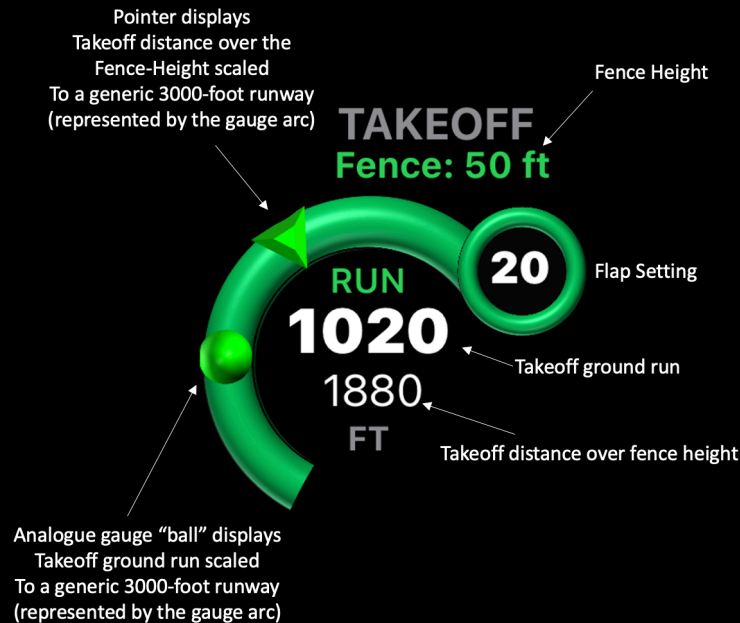 Pointer displays
Takeoff distance over the
Fence-Height scaled
To a generic 3000-foot runway
(represented by the gauge arc)
Fence Height
TAKEOFF
Fence: 50 ft
20
Flap Setting
RUN
1020
1880
FT
Takeoff ground run
Takeoff distance over fence height
Analogue gauge “ball” displays
Takeoff ground run scaled
To a generic 3000-foot runway
(represented by the gauge arc)